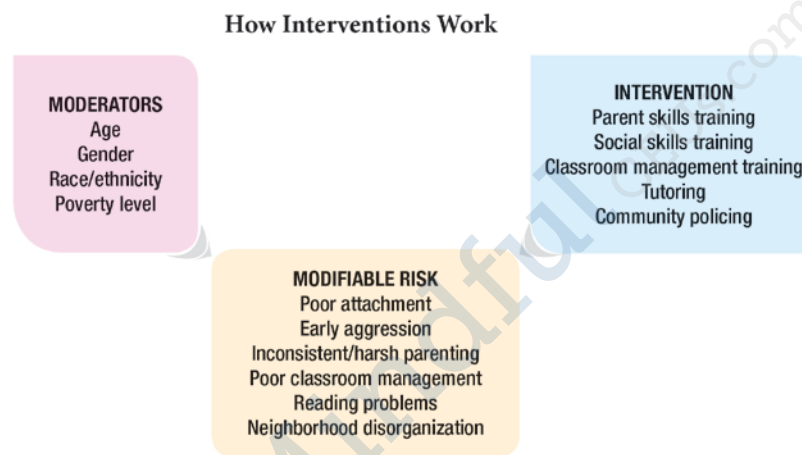 How Interventions Work
MODERATORS
Age
Gender
Race/ethnicity
Poverty level
INTERVENTION
Parent skills training
Social skills training
Classroom management training
Tutoring
Community policing
MODIFIABLE RISK
Poor attachment
Early aggression
Inconsistent/harsh parenting
Poor classroom management
Reading problems
Neighborhood disorganization